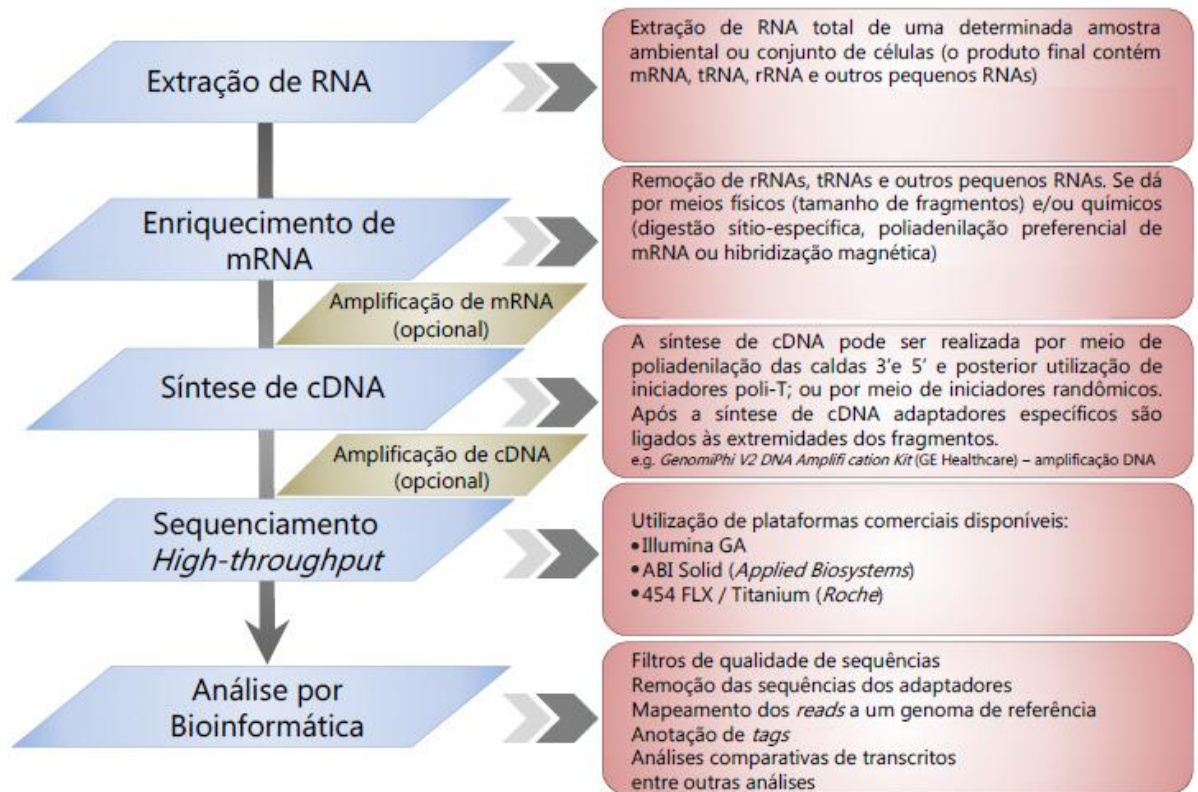 Extração de RNA
Extração de RNA total de uma determinada amostra
ambiental ou conjunto de células (o produto final contém
mRNA, tRNA, rRNA e outros pequenos RNAs)
Enriquecimento de
mRNA
Remoção de rRNAs, tRNAs e outros pequenos RNAs. Se dá
por meios físicos (tamanho de fragmentos) e/ou químicos
(digestão sítio-específica, poliadenilação preferencial de
mRNA ou hibridização magnética)
Amplificação de mRNA
(opcional)
Síntese de cDNA
A síntese de cDNA pode ser realizada por meio de
poliadenilação das caldas 3'e 5' e posterior utilização de
iniciadores poli-T; ou por meio de iniciadores randômicos.
Após a síntese de cDNA adaptadores específicos são
ligados às extremidades dos fragmentos.
e.g. GenomiPhi V2 DNA Amplifi cation Kit (GE Healthcare) – amplificação DNA
Amplificação de cDNA
(opcional)
Sequenciamento
High-throughput
Utilização de plataformas comerciais disponíveis:
•Illumina GA
•ABI Solid (Applied Biosystems)
•454 FLX / Titanium (Roche)
Análise por
Bioinformática
Filtros de qualidade de sequências
Remoção das sequências dos adaptadores
Mapeamento dos reads a um genoma de referência
Anotação de tags
Análises comparativas de transcritos
entre outras análises